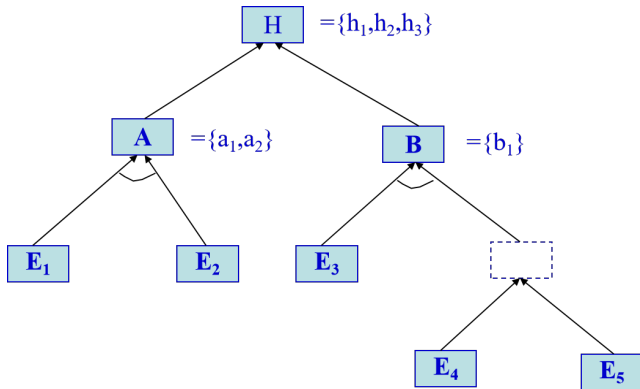 H ={h₁,h₂,h₃}
A ={a₁,a₂}
B ={b₁}
E₁ E₂ E₃
E₄ E₅